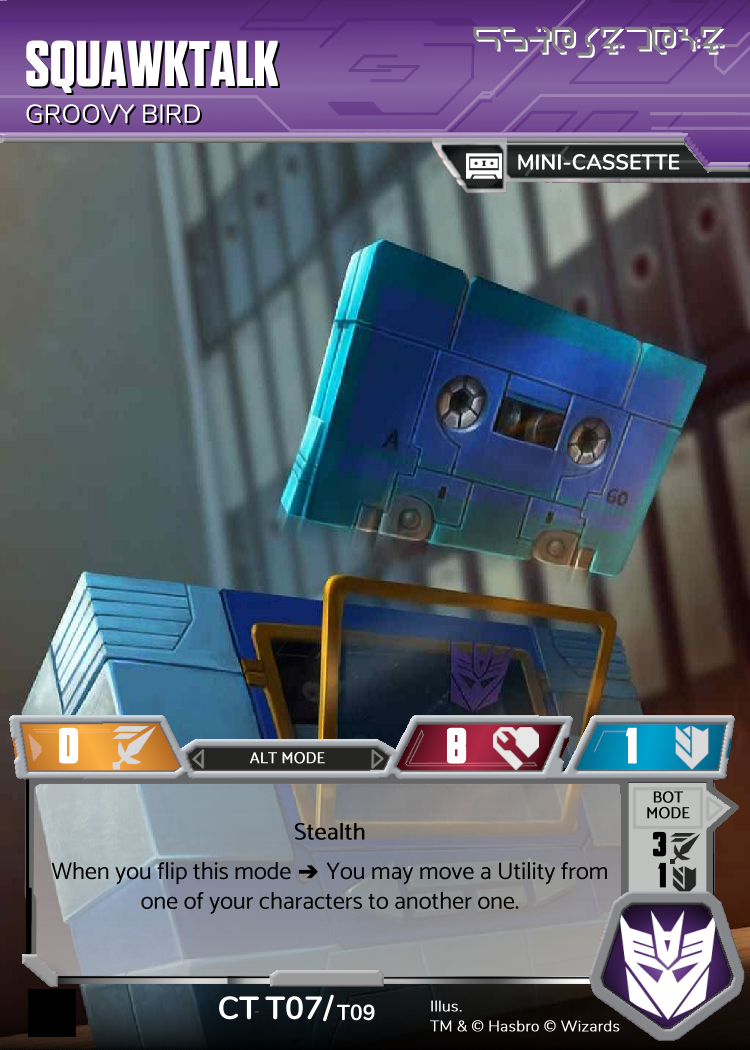 SQUAWKTALK
GROOVY BIRD
MINI-CASSETTE
A
60
0
ALT MODE
8
1
BOT
MODE
3
1
Stealth
When you flip this mode ➔ You may move a Utility from
one of your characters to another one.
CT T07/T09
Illus.
TM & © Hasbro © Wizards